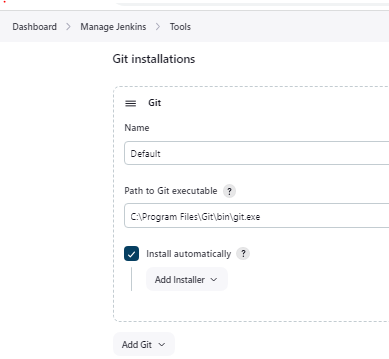 Dashboard > Manage Jenkins > Tools
Git installations
Git
Name
Default
Path to Git executable ?
C:\Program Files\Git\bin\git.exe
Install automatically ?
Add Installer
Add Git